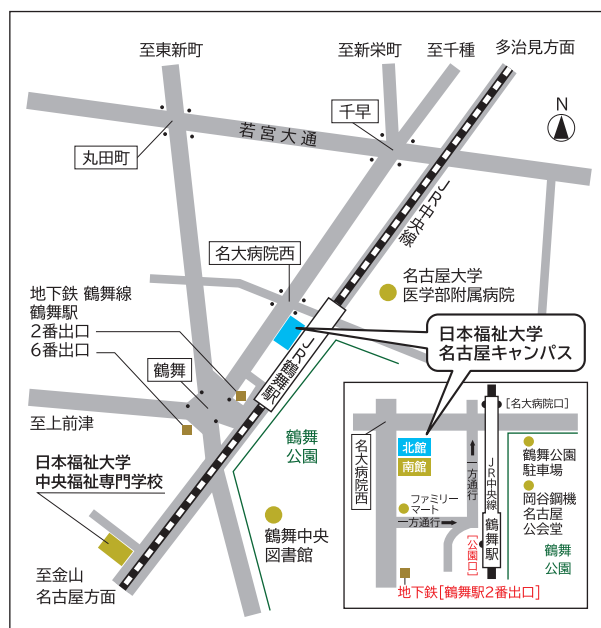 至東新町
至新栄町
至千種
多治見方面
N
千早
若宮大通
丸田町
JR中央線
名大病院西
名古屋大学
医学部附属病院
地下鉄 鶴舞線
鶴舞駅
2番出口
6番出口
日本福祉大学
名古屋キャンパス
JR鶴舞駅
鶴舞
至上前津
鶴舞
公園
日本福祉大学
中央福祉専門学校
鶴舞中央
図書館
至金山
名古屋方面
[名大病院口]
名大病院西
北館
南館
一方通行
JR中央線
鶴舞公園
駐車場
ファミリー
マート
岡谷鋼機
名古屋
公会堂
一方通行
鶴舞駅
[公園口]
鶴舞
公園
地下鉄[鶴舞駅2番出口]